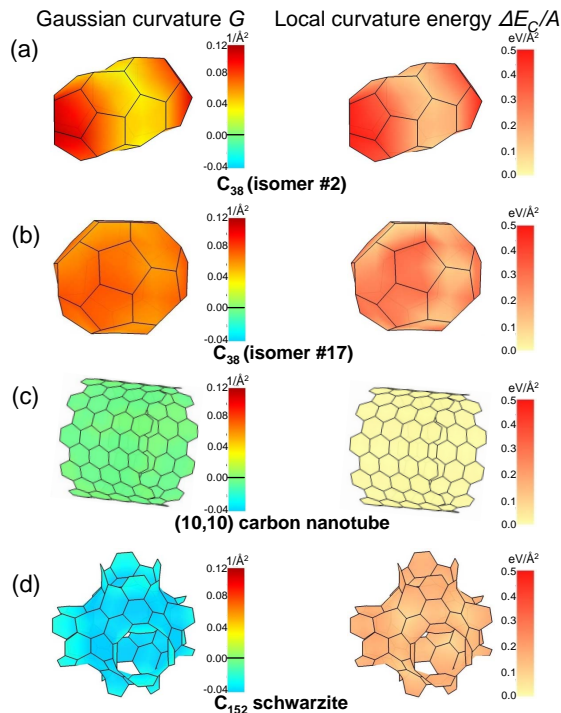 Gaussian curvature G Local curvature energy ΔE_C/A
(a)
1/Å² eV/Å²
0.12 0.5
0.08 0.4
0.04 0.3
0.00 0.2
-0.04 0.1
0.0
C₃₈ (isomer #2)
(b)
1/Å² eV/Å²
0.12 0.5
0.08 0.4
0.04 0.3
0.00 0.2
-0.04 0.1
0.0
C₃₈ (isomer #17)
(c)
1/Å² eV/Å²
0.12 0.5
0.08 0.4
0.04 0.3
0.00 0.2
-0.04 0.1
0.0
(10,10) carbon nanotube
(d)
1/Å² eV/Å²
0.12 0.5
0.08 0.4
0.04 0.3
0.00 0.2
-0.04 0.1
0.0
C₁₅₂ schwarzite